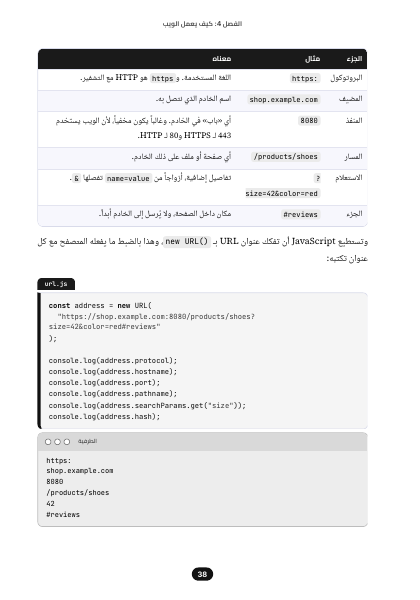 الفصل 4: كيف يعمل الويب
الجزء مثال معناه
البروتوكول https: اللغة المستخدمة، و https هو HTTP مع التشفير.
المضيف shop.example.com اسم الخادم الذي تتصل به.
المنفذ 8080 أي «باب» في الخادم. وغالباً يكون مخفياً، لأن الويب يستخدم
443 لـ HTTPS و80 لـ HTTP.
المسار /products/shoes أي صفحة أو ملف على ذلك الخادم.
الاستعلام ? تفاصيل إضافية، أزواجاً من name=value تفصلها & .
size=42&color=red
الجزء #reviews مكان داخل الصفحة، ولا يُرسل إلى الخادم أبداً.
وتستطيع JavaScript أن تفكك عنوان URL بـ new URL() ، وهذا بالضبط ما يفعله المتصفح مع كل
عنوان تكتبه:
url.js
const address = new URL(
"https://shop.example.com:8080/products/shoes?
size=42&color=red#reviews"
);
console.log(address.protocol);
console.log(address.hostname);
console.log(address.port);
console.log(address.pathname);
console.log(address.searchParams.get("size"));
console.log(address.hash);
الطرفية
https:
shop.example.com
8080
/products/shoes
42
#reviews
38